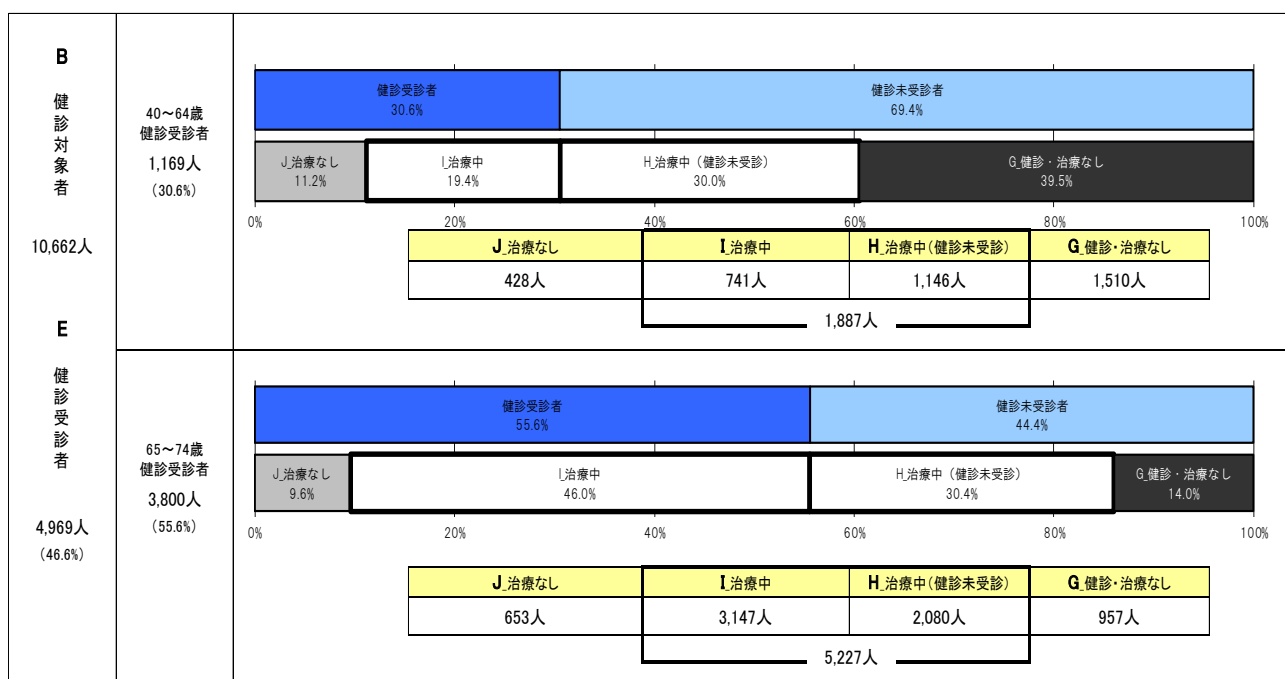 B
健診対象者
10,662人
E
健診受診者
4,969人
(46.6%)
40～64歳
健診受診者
1,169人
(30.6%)
健診受診者
30.6%
健診未受診者
69.4%
J_治療なし
11.2%
I_治療中
19.4%
H_治療中（健診未受診）
30.0%
G_健診・治療なし
39.5%
0% 20% 40% 60% 80% 100%
J_治療なし I_治療中 H_治療中(健診未受診) G_健診・治療なし
428人 741人 1,146人 1,510人
1,887人
65～74歳
健診受診者
3,800人
(55.6%)
健診受診者
55.6%
健診未受診者
44.4%
J_治療なし
9.6%
I_治療中
46.0%
H_治療中（健診未受診）
30.4%
G_健診・治療なし
14.0%
0% 20% 40% 60% 80% 100%
J_治療なし I_治療中 H_治療中(健診未受診) G_健診・治療なし
653人 3,147人 2,080人 957人
5,227人